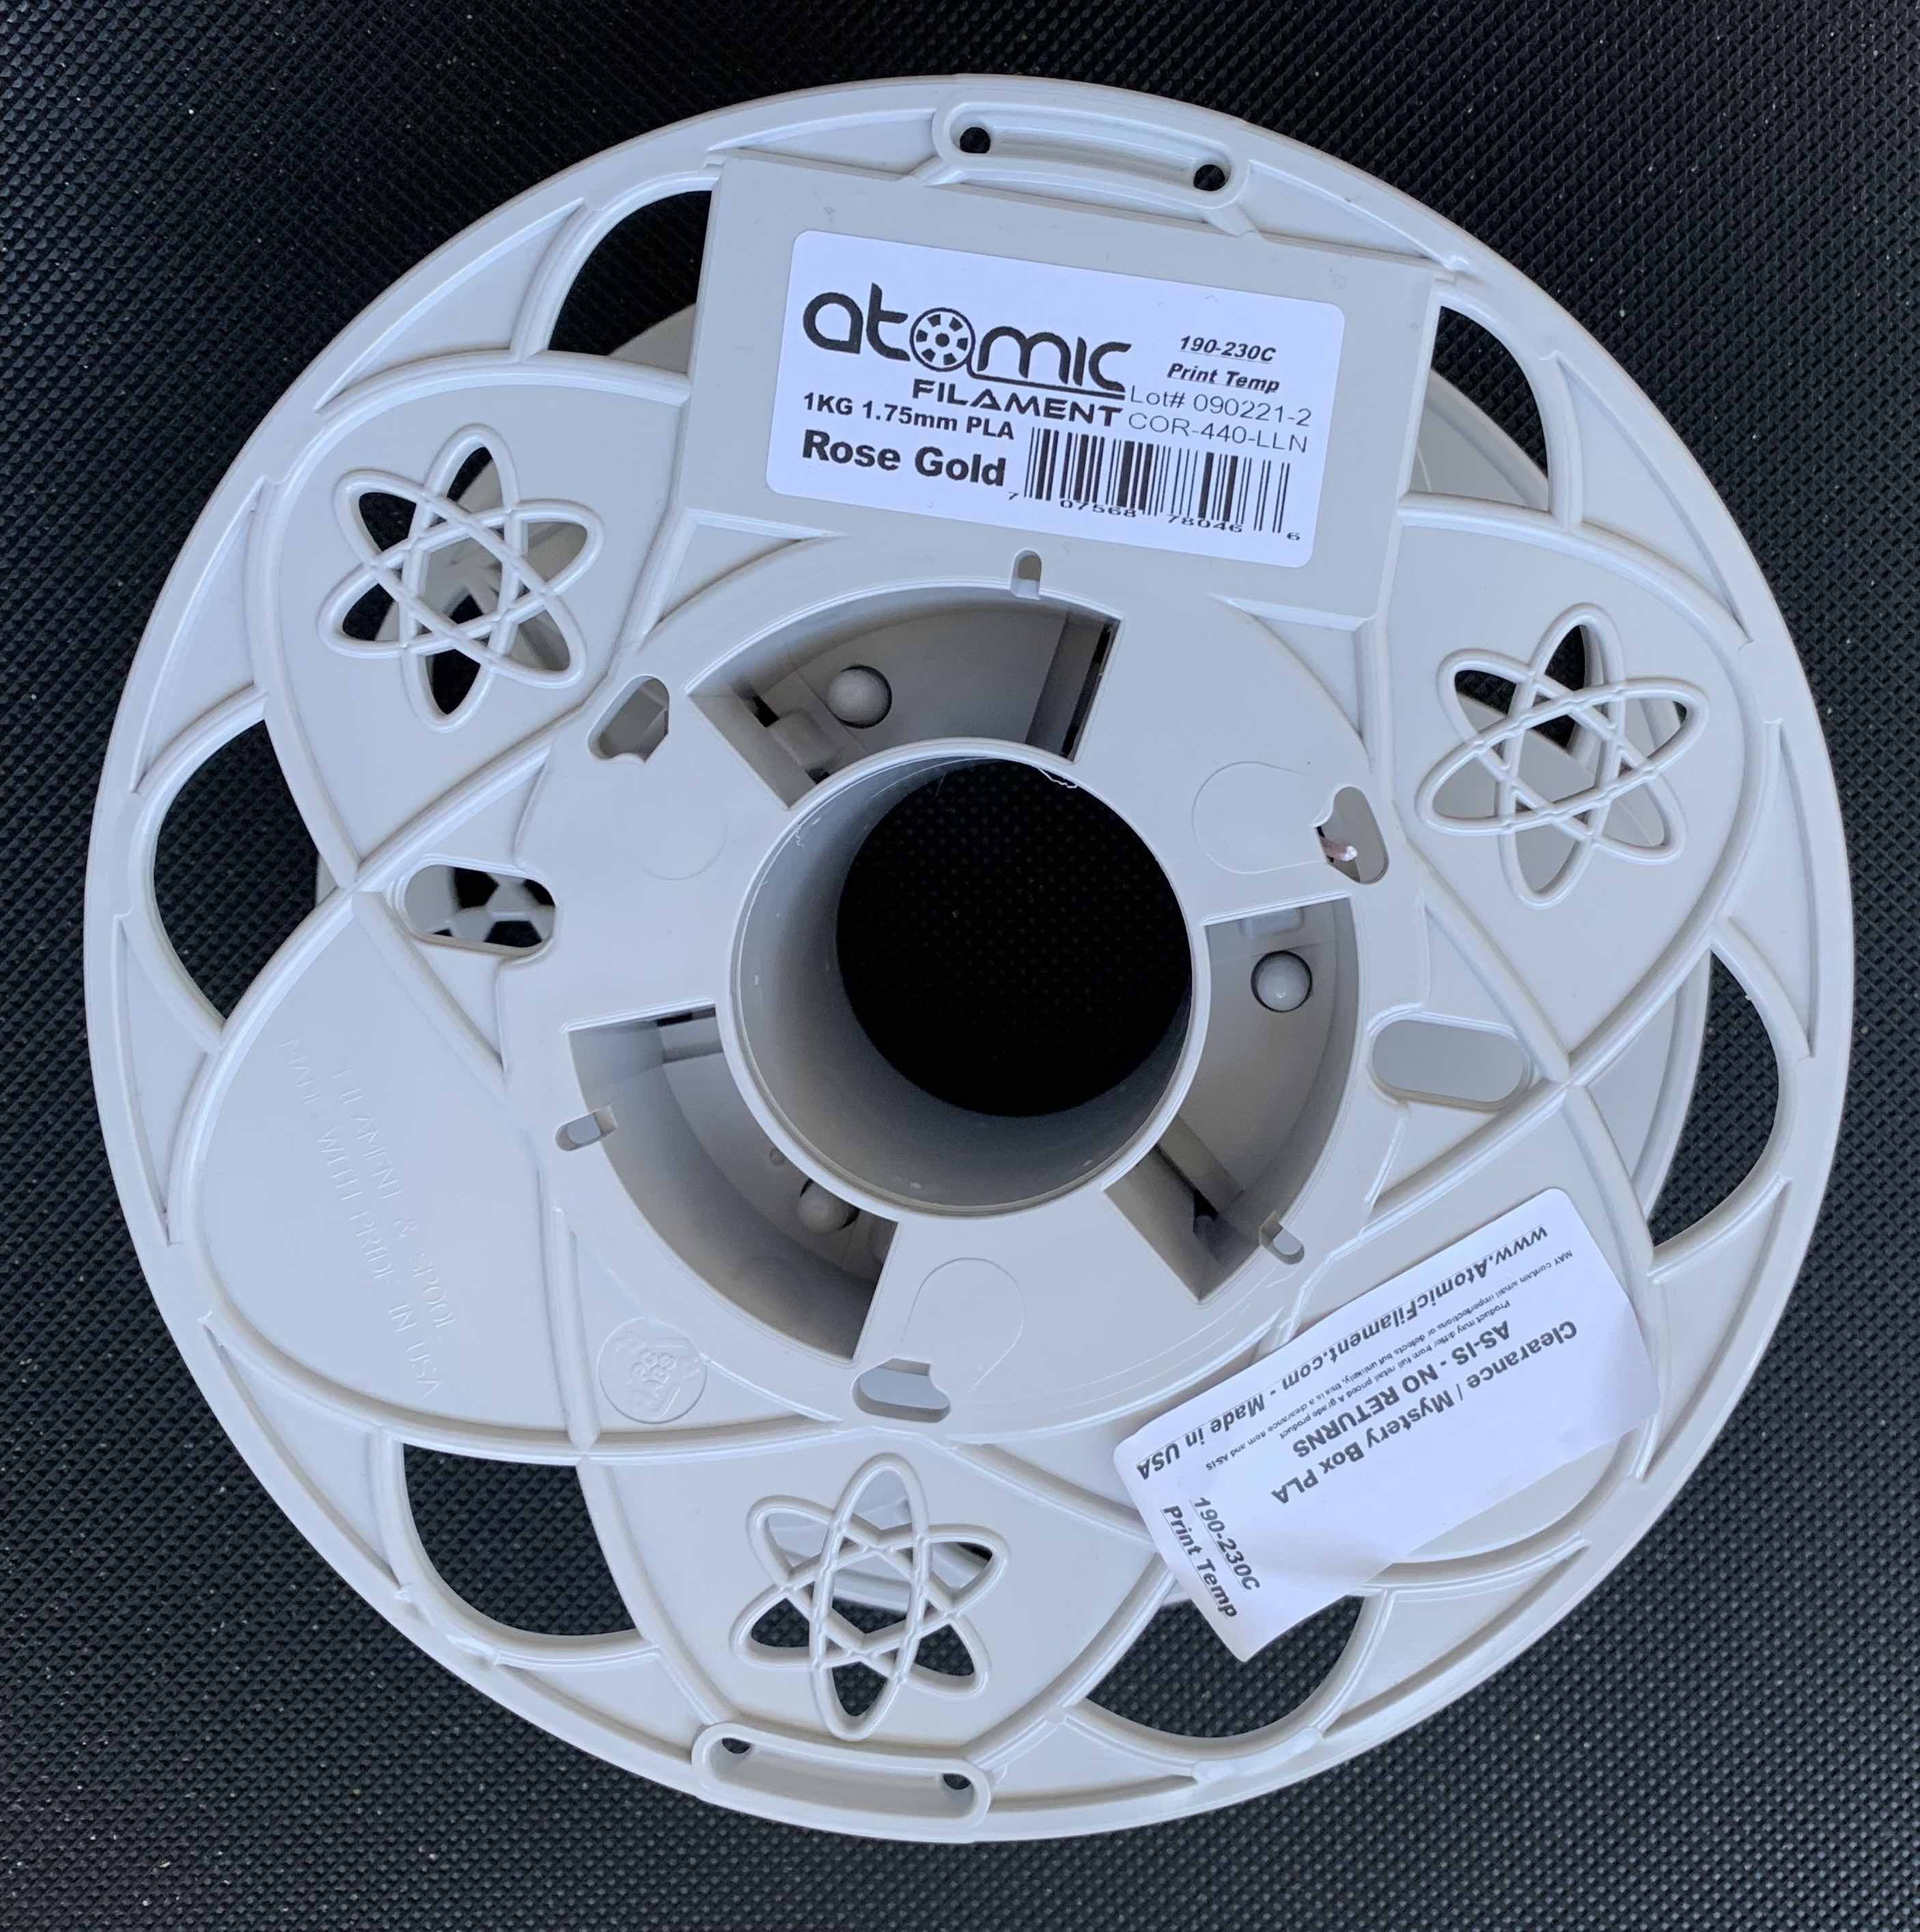 atomic
FILAMENT
190-230C
Print Temp
Lot# 090221-2
COR-440-LLN
1KG 1.75mm PLA
Rose Gold
7 07568 78046 6
FILAMENT & SPOOL
MADE WITH PRIDE IN USA
ABS
190-230C
Print Temp
Clearance / Mystery Box PLA
AS-IS - NO RETURNS
Product may differ from full retail priced A grade product
MAY contain small imperfections or defects but unlikely, this is a clearance item and AS-IS
www.AtomicFilament.com - Made in USA